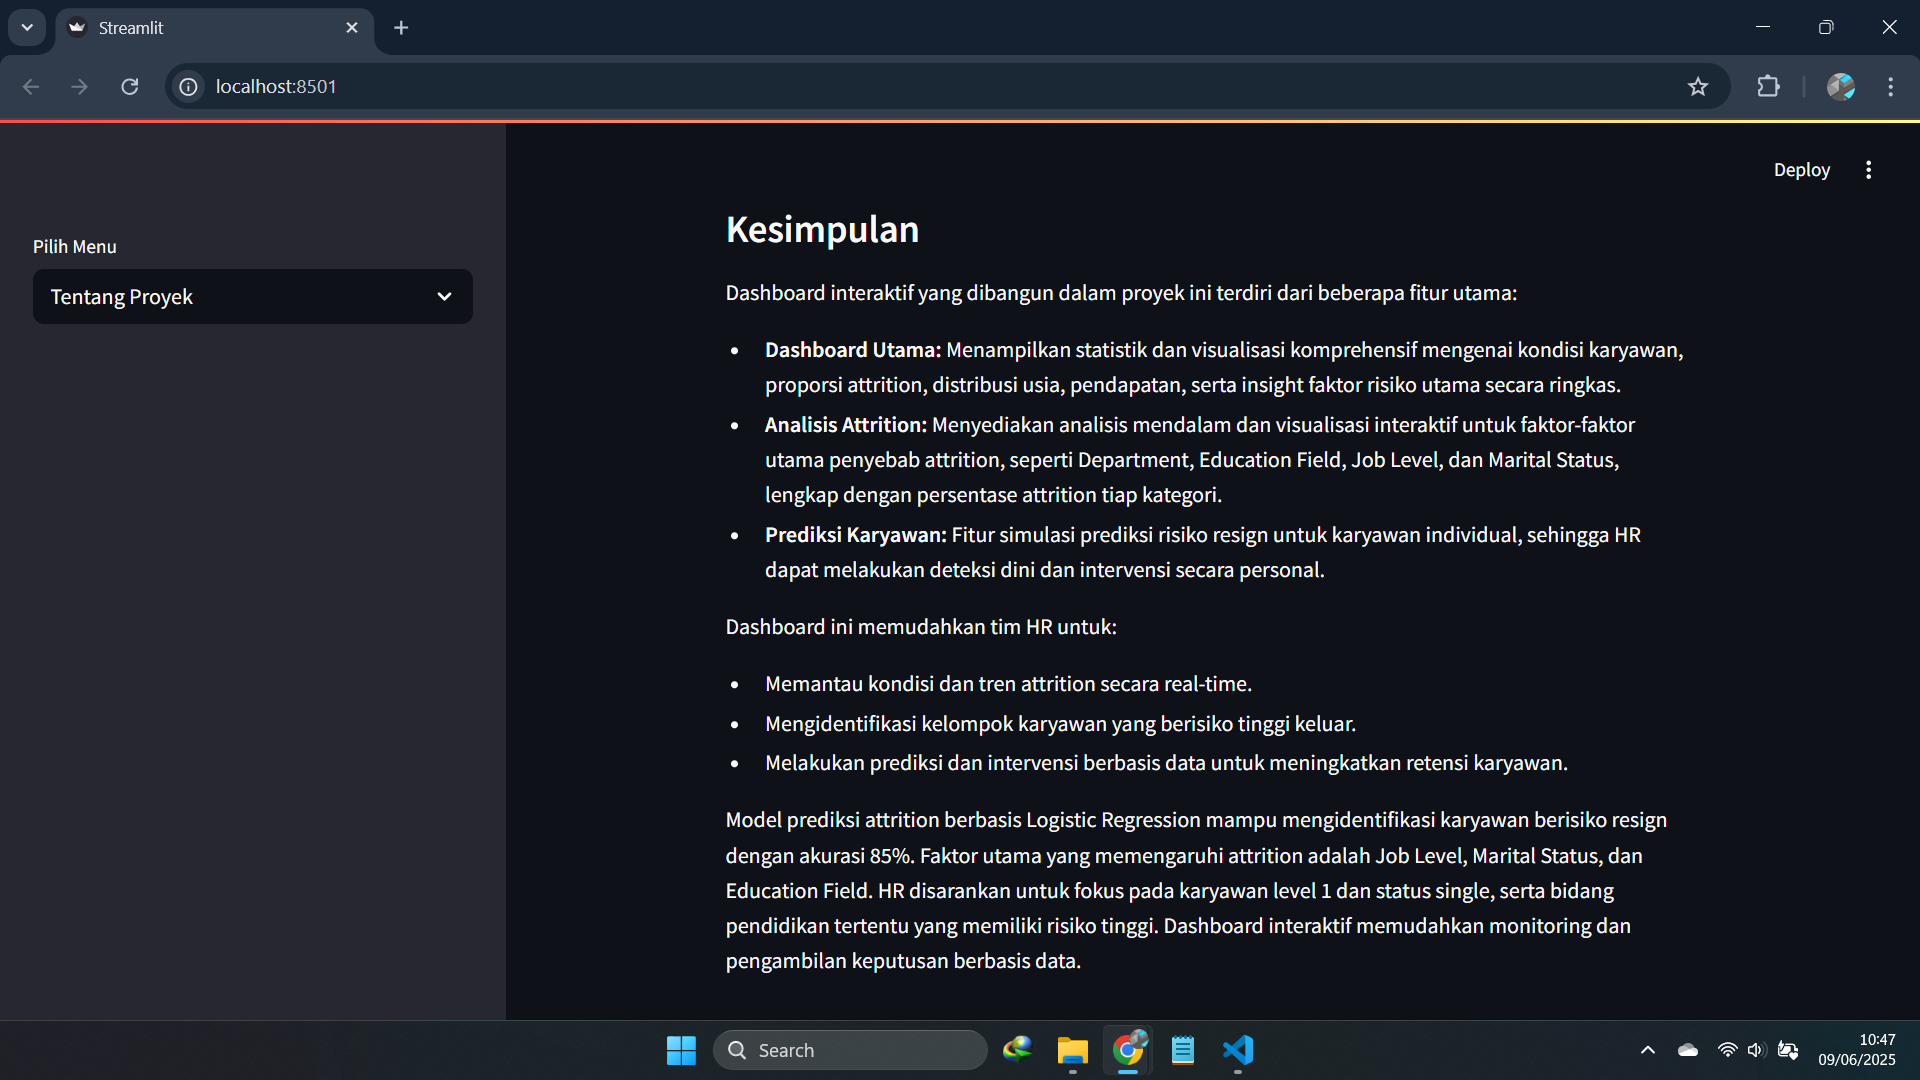 Streamlit
localhost:8501
Deploy
Pilih Menu
Tentang Proyek
Kesimpulan
Dashboard interaktif yang dibangun dalam proyek ini terdiri dari beberapa fitur utama:
• Dashboard Utama: Menampilkan statistik dan visualisasi komprehensif mengenai kondisi karyawan,
proporsi attrition, distribusi usia, pendapatan, serta insight faktor risiko utama secara ringkas.
• Analisis Attrition: Menyediakan analisis mendalam dan visualisasi interaktif untuk faktor-faktor
utama penyebab attrition, seperti Department, Education Field, Job Level, dan Marital Status,
lengkap dengan persentase attrition tiap kategori.
• Prediksi Karyawan: Fitur simulasi prediksi risiko resign untuk karyawan individual, sehingga HR
dapat melakukan deteksi dini dan intervensi secara personal.
Dashboard ini memudahkan tim HR untuk:
• Memantau kondisi dan tren attrition secara real-time.
• Mengidentifikasi kelompok karyawan yang berisiko tinggi keluar.
• Melakukan prediksi dan intervensi berbasis data untuk meningkatkan retensi karyawan.
Model prediksi attrition berbasis Logistic Regression mampu mengidentifikasi karyawan berisiko resign
dengan akurasi 85%. Faktor utama yang memengaruhi attrition adalah Job Level, Marital Status, dan
Education Field. HR disarankan untuk fokus pada karyawan level 1 dan status single, serta bidang
pendidikan tertentu yang memiliki risiko tinggi. Dashboard interaktif memudahkan monitoring dan
pengambilan keputusan berbasis data.
Search
10:47
09/06/2025